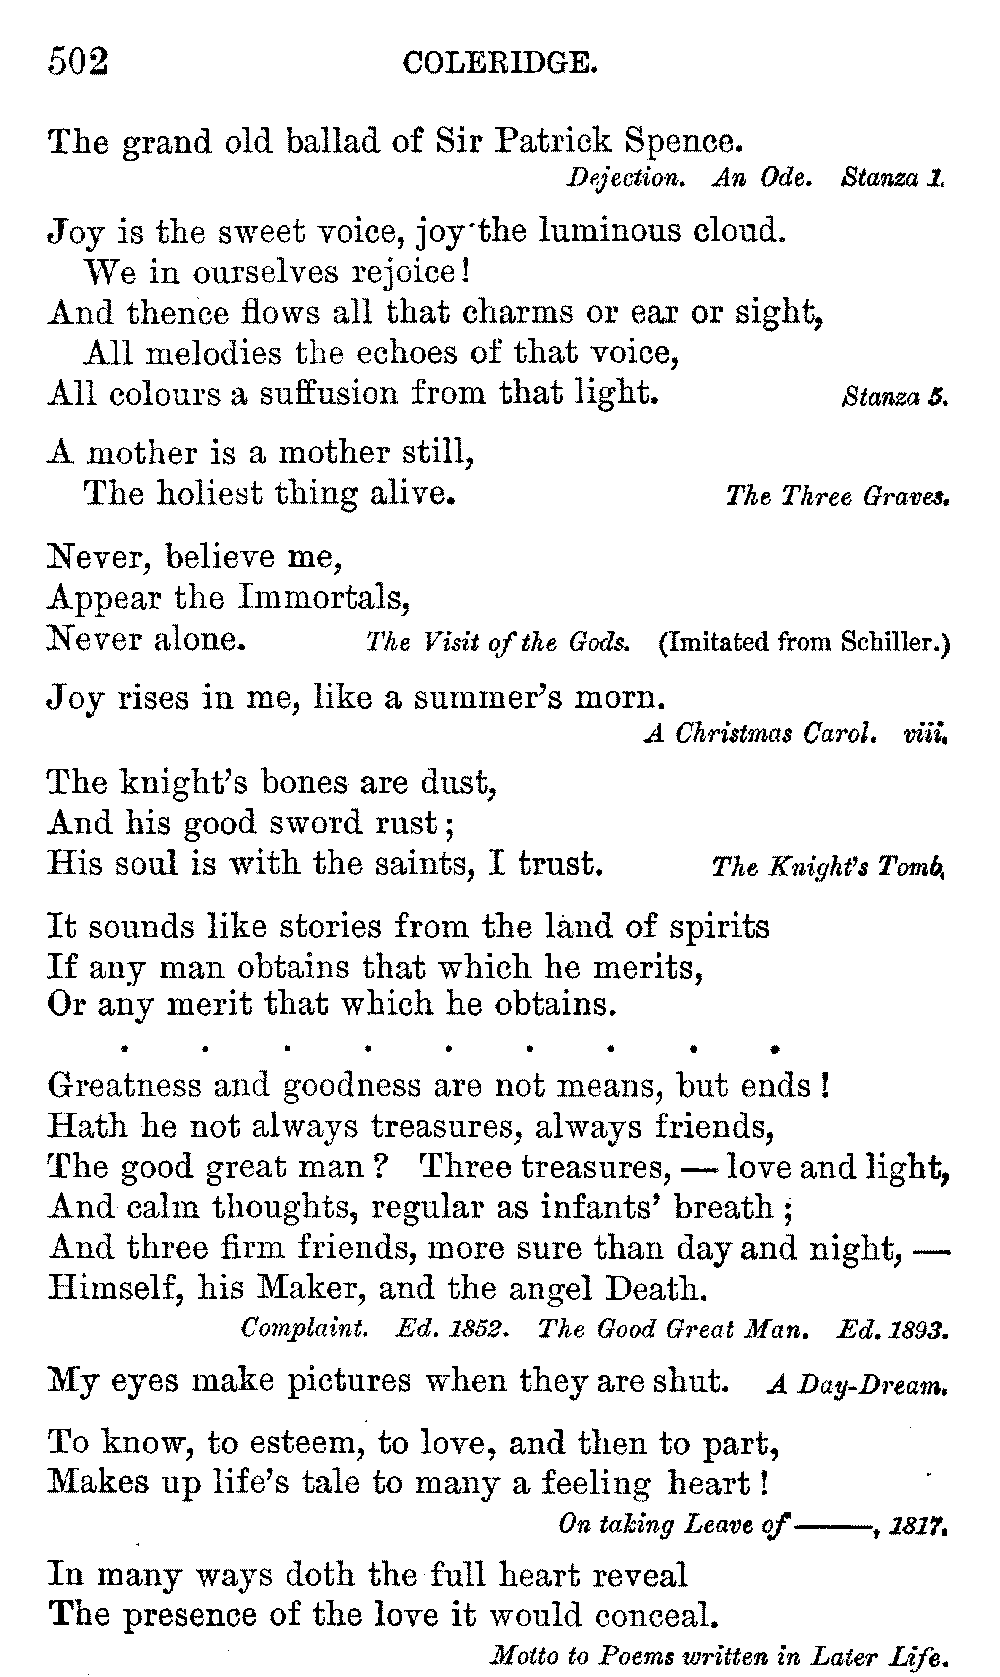 502 COLERIDGE.
The grand old ballad of Sir Patrick Spence.
Dejection. An Ode. Stanza 1.
Joy is the sweet voice, joy the luminous cloud.
We in ourselves rejoice!
And thence flows all that charms or ear or sight,
All melodies the echoes of that voice,
All colours a suffusion from that light. Stanza 5.
A mother is a mother still,
The holiest thing alive. The Three Graves.
Never, believe me,
Appear the Immortals,
Never alone. The Visit of the Gods. (Imitated from Schiller.)
Joy rises in me, like a summer's morn.
A Christmas Carol. viii.
The knight's bones are dust,
And his good sword rust;
His soul is with the saints, I trust. The Knight's Tomb.
It sounds like stories from the land of spirits
If any man obtains that which he merits,
Or any merit that which he obtains.
. . . . . . . . .
Greatness and goodness are not means, but ends!
Hath he not always treasures, always friends,
The good great man? Three treasures, — love and light,
And calm thoughts, regular as infants' breath;
And three firm friends, more sure than day and night, —
Himself, his Maker, and the angel Death.
Complaint. Ed. 1852. The Good Great Man. Ed. 1893.
My eyes make pictures when they are shut. A Day-Dream.
To know, to esteem, to love, and then to part,
Makes up life's tale to many a feeling heart!
On taking Leave of ———, 1817.
In many ways doth the full heart reveal
The presence of the love it would conceal.
Motto to Poems written in Later Life.